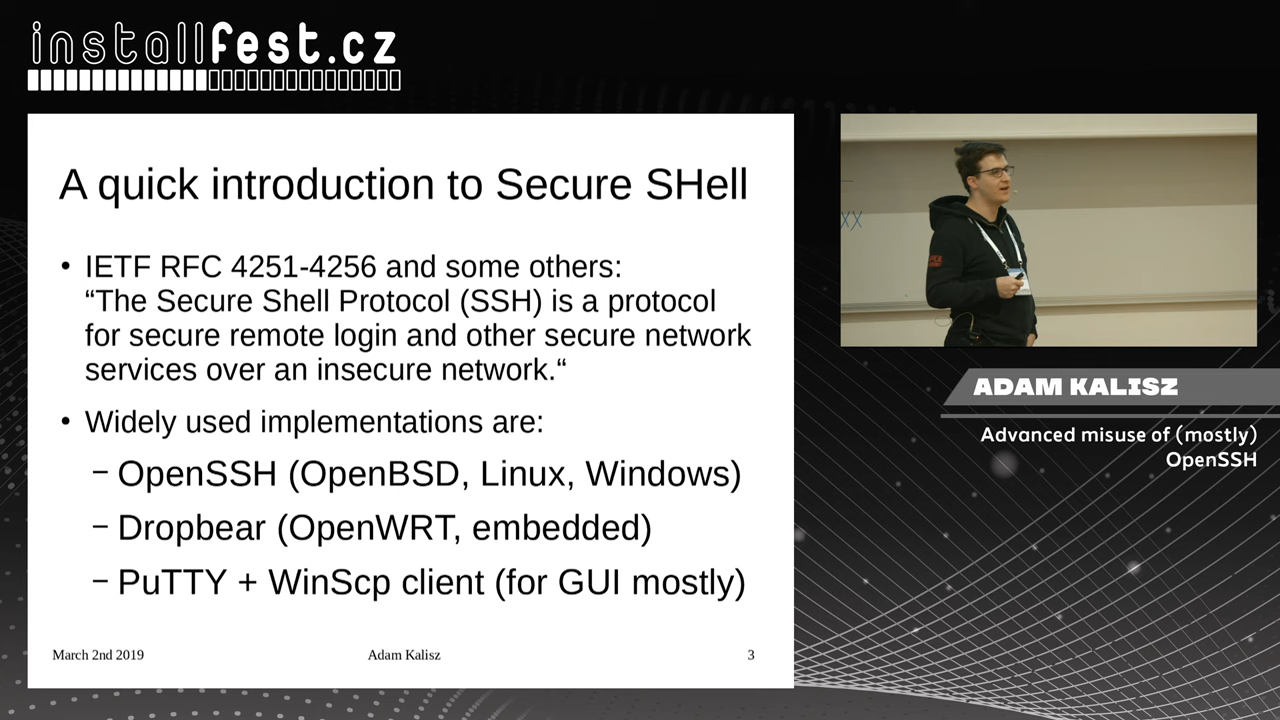 installfest.cz
A quick introduction to Secure SHell
• IETF RFC 4251-4256 and some others:
“The Secure Shell Protocol (SSH) is a protocol
for secure remote login and other secure network
services over an insecure network.“
• Widely used implementations are:
– OpenSSH (OpenBSD, Linux, Windows)
– Dropbear (OpenWRT, embedded)
– PuTTY + WinScp client (for GUI mostly)
March 2nd 2019 Adam Kalisz 3
XX
ADAM KALISZ
Advanced misuse of (mostly)
OpenSSH